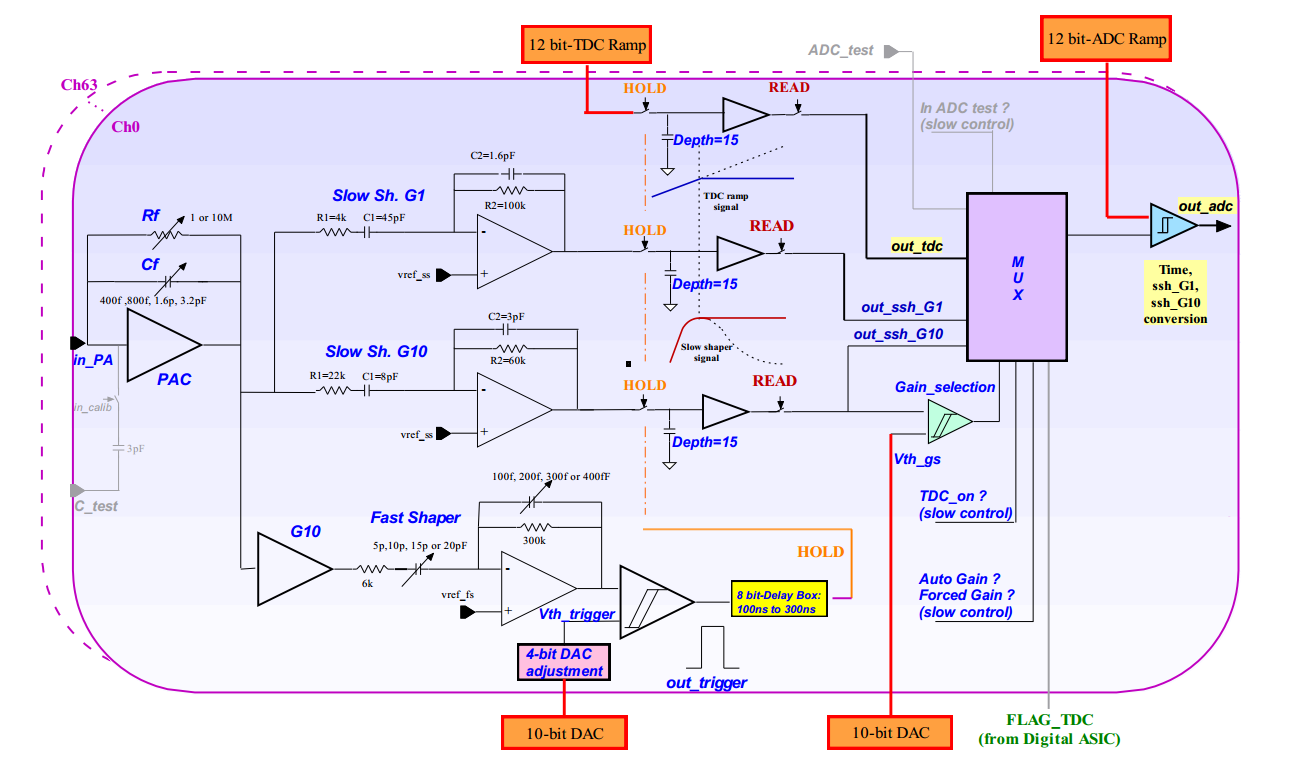 12 bit-TDC Ramp
12 bit-ADC Ramp
ADC_test
Ch63
Ch0
HOLD
READ
In ADC test ?
(slow control)
Depth=15
C2=1.6pF
Slow Sh. G1
R2=100k
TDC ramp
signal
Rf
1 or 10M
R1=4k
C1=45pF
-
+
vref_ss
HOLD
READ
Depth=15
out_adc
out_tdc
M
U
X
Time,
ssh_G1,
ssh_G10
conversion
Cf
400f ,800f, 1.6p, 3.2pF
out_ssh_G1
out_ssh_G10
C2=3pF
Slow Sh. G10
R2=60k
Slow shaper
signal
in_PA
PAC
R1=22k
C1=8pF
-
+
vref_ss
HOLD
READ
Depth=15
Gain_selection
Vth_gs
in_calib
3pF
C_test
100f, 200f, 300f or 400fF
300k
TDC_on ?
(slow control)
G10
Fast Shaper
5p,10p, 15p or 20pF
6k
-
+
vref_fs
Vth_trigger
HOLD
8 bit-Delay Box:
100ns to 300ns
Auto Gain ?
Forced Gain ?
(slow control)
4-bit DAC
adjustment
out_trigger
10-bit DAC
10-bit DAC
FLAG_TDC
(from Digital ASIC)